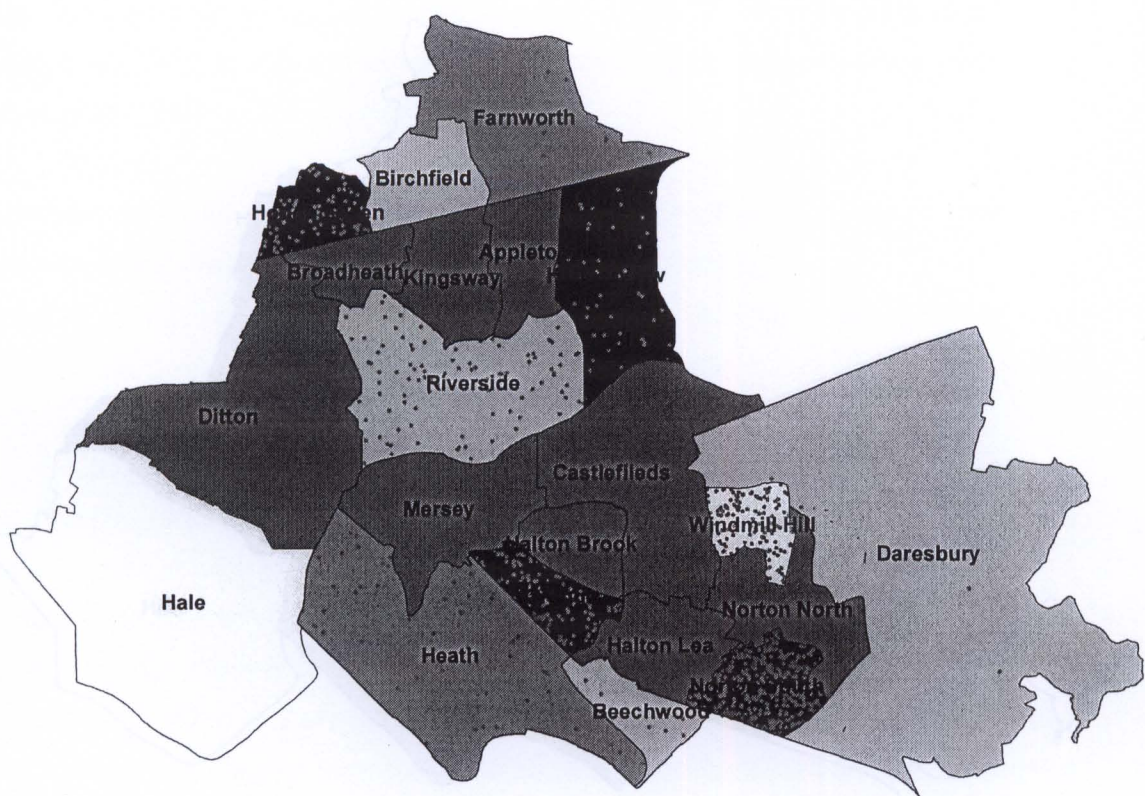 Farnworth
Birchfield
Broadheath
Kingsway
Riverside
Ditton
Castlefileds
Mersey
Windmill Hill
Halton Brook
Daresbury
Hale
Norton North
Halton Lea
Heath
Beechwood